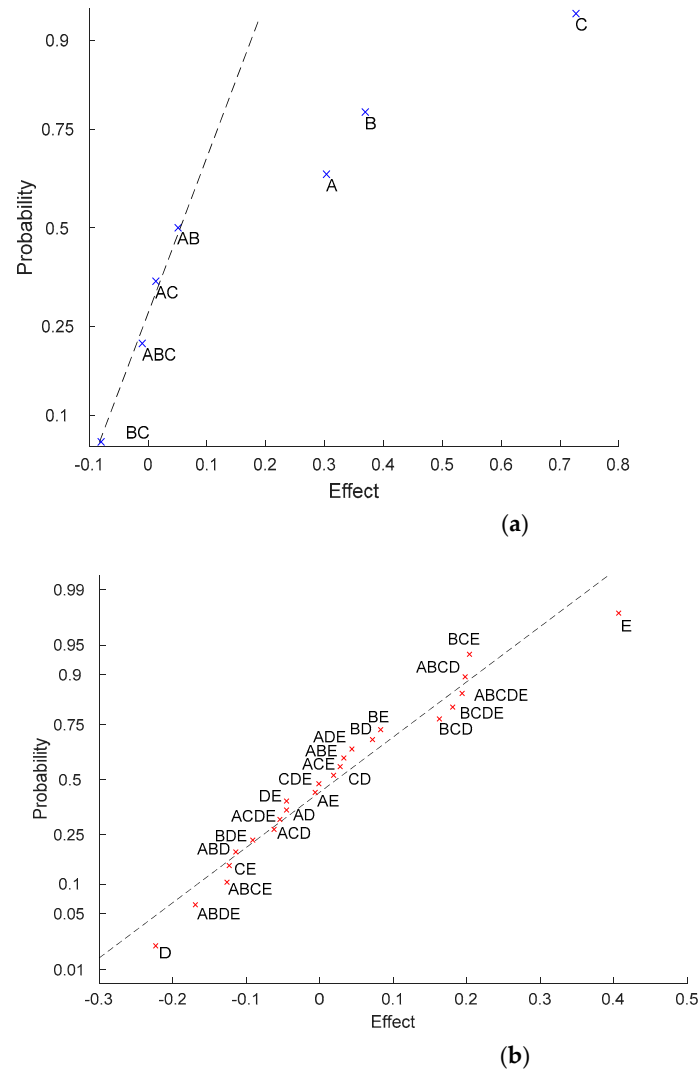 0.9
C
0.75
B
A
Probability
0.5
AB
AC
0.25
ABC
0.1
BC
-0.1 0 0.1 0.2 0.3 0.4 0.5 0.6 0.7 0.8
Effect
(a)
0.99
E
BCE
0.95
ABCD
0.9
ABCDE
BE BCDE
0.75
BD BCD
ADE
ABE
ACE
0.5
CDE CD
Probability
DE AE
ACDE AD
0.25
BDE ACD
ABD
CE
0.1
ABCE
0.05
ABDE
D
0.01
-0.3 -0.2 -0.1 0 0.1 0.2 0.3 0.4 0.5
Effect
(b)